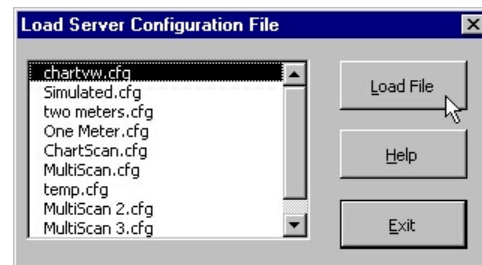 Load Server Configuration File
chartvw.cfg
Simulated.cfg
two meters.cfg
One Meter.cfg
ChartScan.cfg
MultiScan.cfg
temp.cfg
MultiScan 2.cfg
MultiScan 3.cfg
Load File
Help
Exit